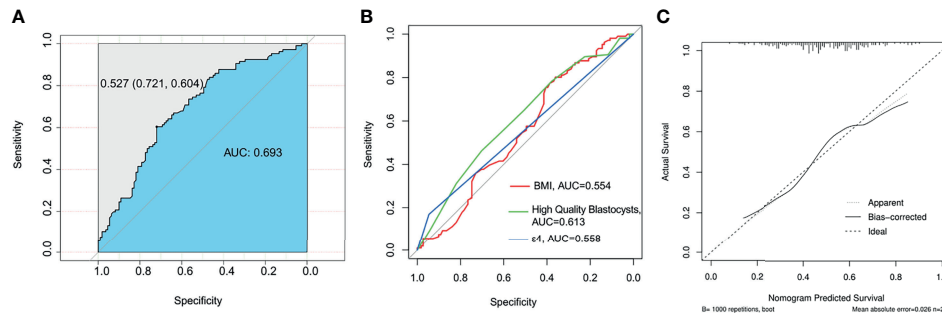 A
1.0
0.8
0.6
0.4
0.2
0.0
Sensitivity
0.527 (0.721, 0.604)
AUC: 0.693
1.0 0.8 0.6 0.4 0.2 0.0
Specificity
B
1.0
0.8
0.6
0.4
0.2
0.0
Sensitivity
BMI, AUC=0.554
High Quality Blastocysts,
AUC=0.613
ε4, AUC=0.558
1.0 0.8 0.6 0.4 0.2 0.0
Specificity
C
1.0
0.8
0.6
0.4
0.2
0.0
Actual Survival
Apparent
Bias-corrected
Ideal
0.0 0.2 0.4 0.6 0.8 1.0
Nomogram Predicted Survival
B= 1000 repetitions, boot
Mean absolute error=0.026